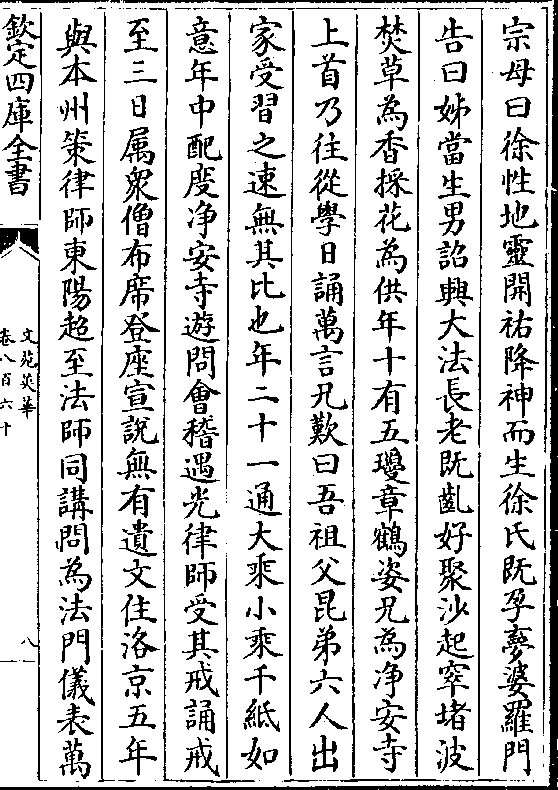 宗母曰徐性地靈開祐降神而生徐氏既孕夢婆羅門
告曰姊當生男詔興大法長老既齓好聚沙起窣堵波
焚草為香採花為供年十有五瓊章鶴姿兄為净安寺
上首乃往從學日誦萬言兄歎曰吾祖父昆弟六人出
家受習之速無其比也年二十一通大乘小乘千紙如
意年中配度净安寺遊問會稽遇光律師受其戒誦戒
至三日属衆僧布席登座宣說無有遺文住洛京五年
與本州策律師東陽超至法師同講問為法門儀表萬
欽定四庫全書
文苑英華
卷八百六十
八